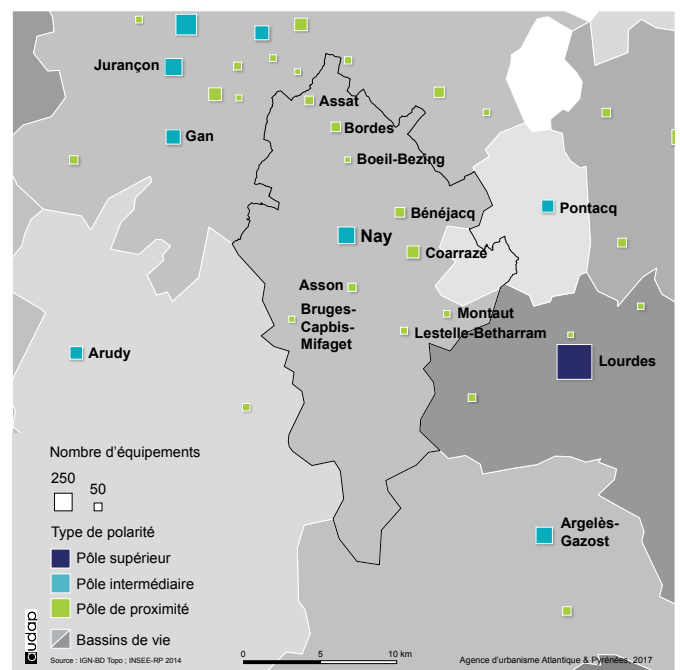 Jurançon
Assat
Bordes
Gan
Boeil-Bezing
Pontacq
Bénéjacq
Nay
Coarraze
Asson
Bruges-
Capbis-
Mifaget
Montaut
Lestelle-Betharram
Arudy
Lourdes
Argelès-
Gazost
Nombre d'équipements
250
50
Type de polarité
Pôle supérieur
Pôle intermédiaire
Pôle de proximité
Bassins de vie
audap
Source : IGN-BD Topo ; INSEE-RP 2014
0 5 10 km
Agence d'urbanisme Atlantique & Pyrénées, 2017